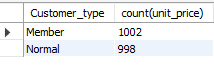 Customer_type count(unit_price)
Member 1002
Normal 998